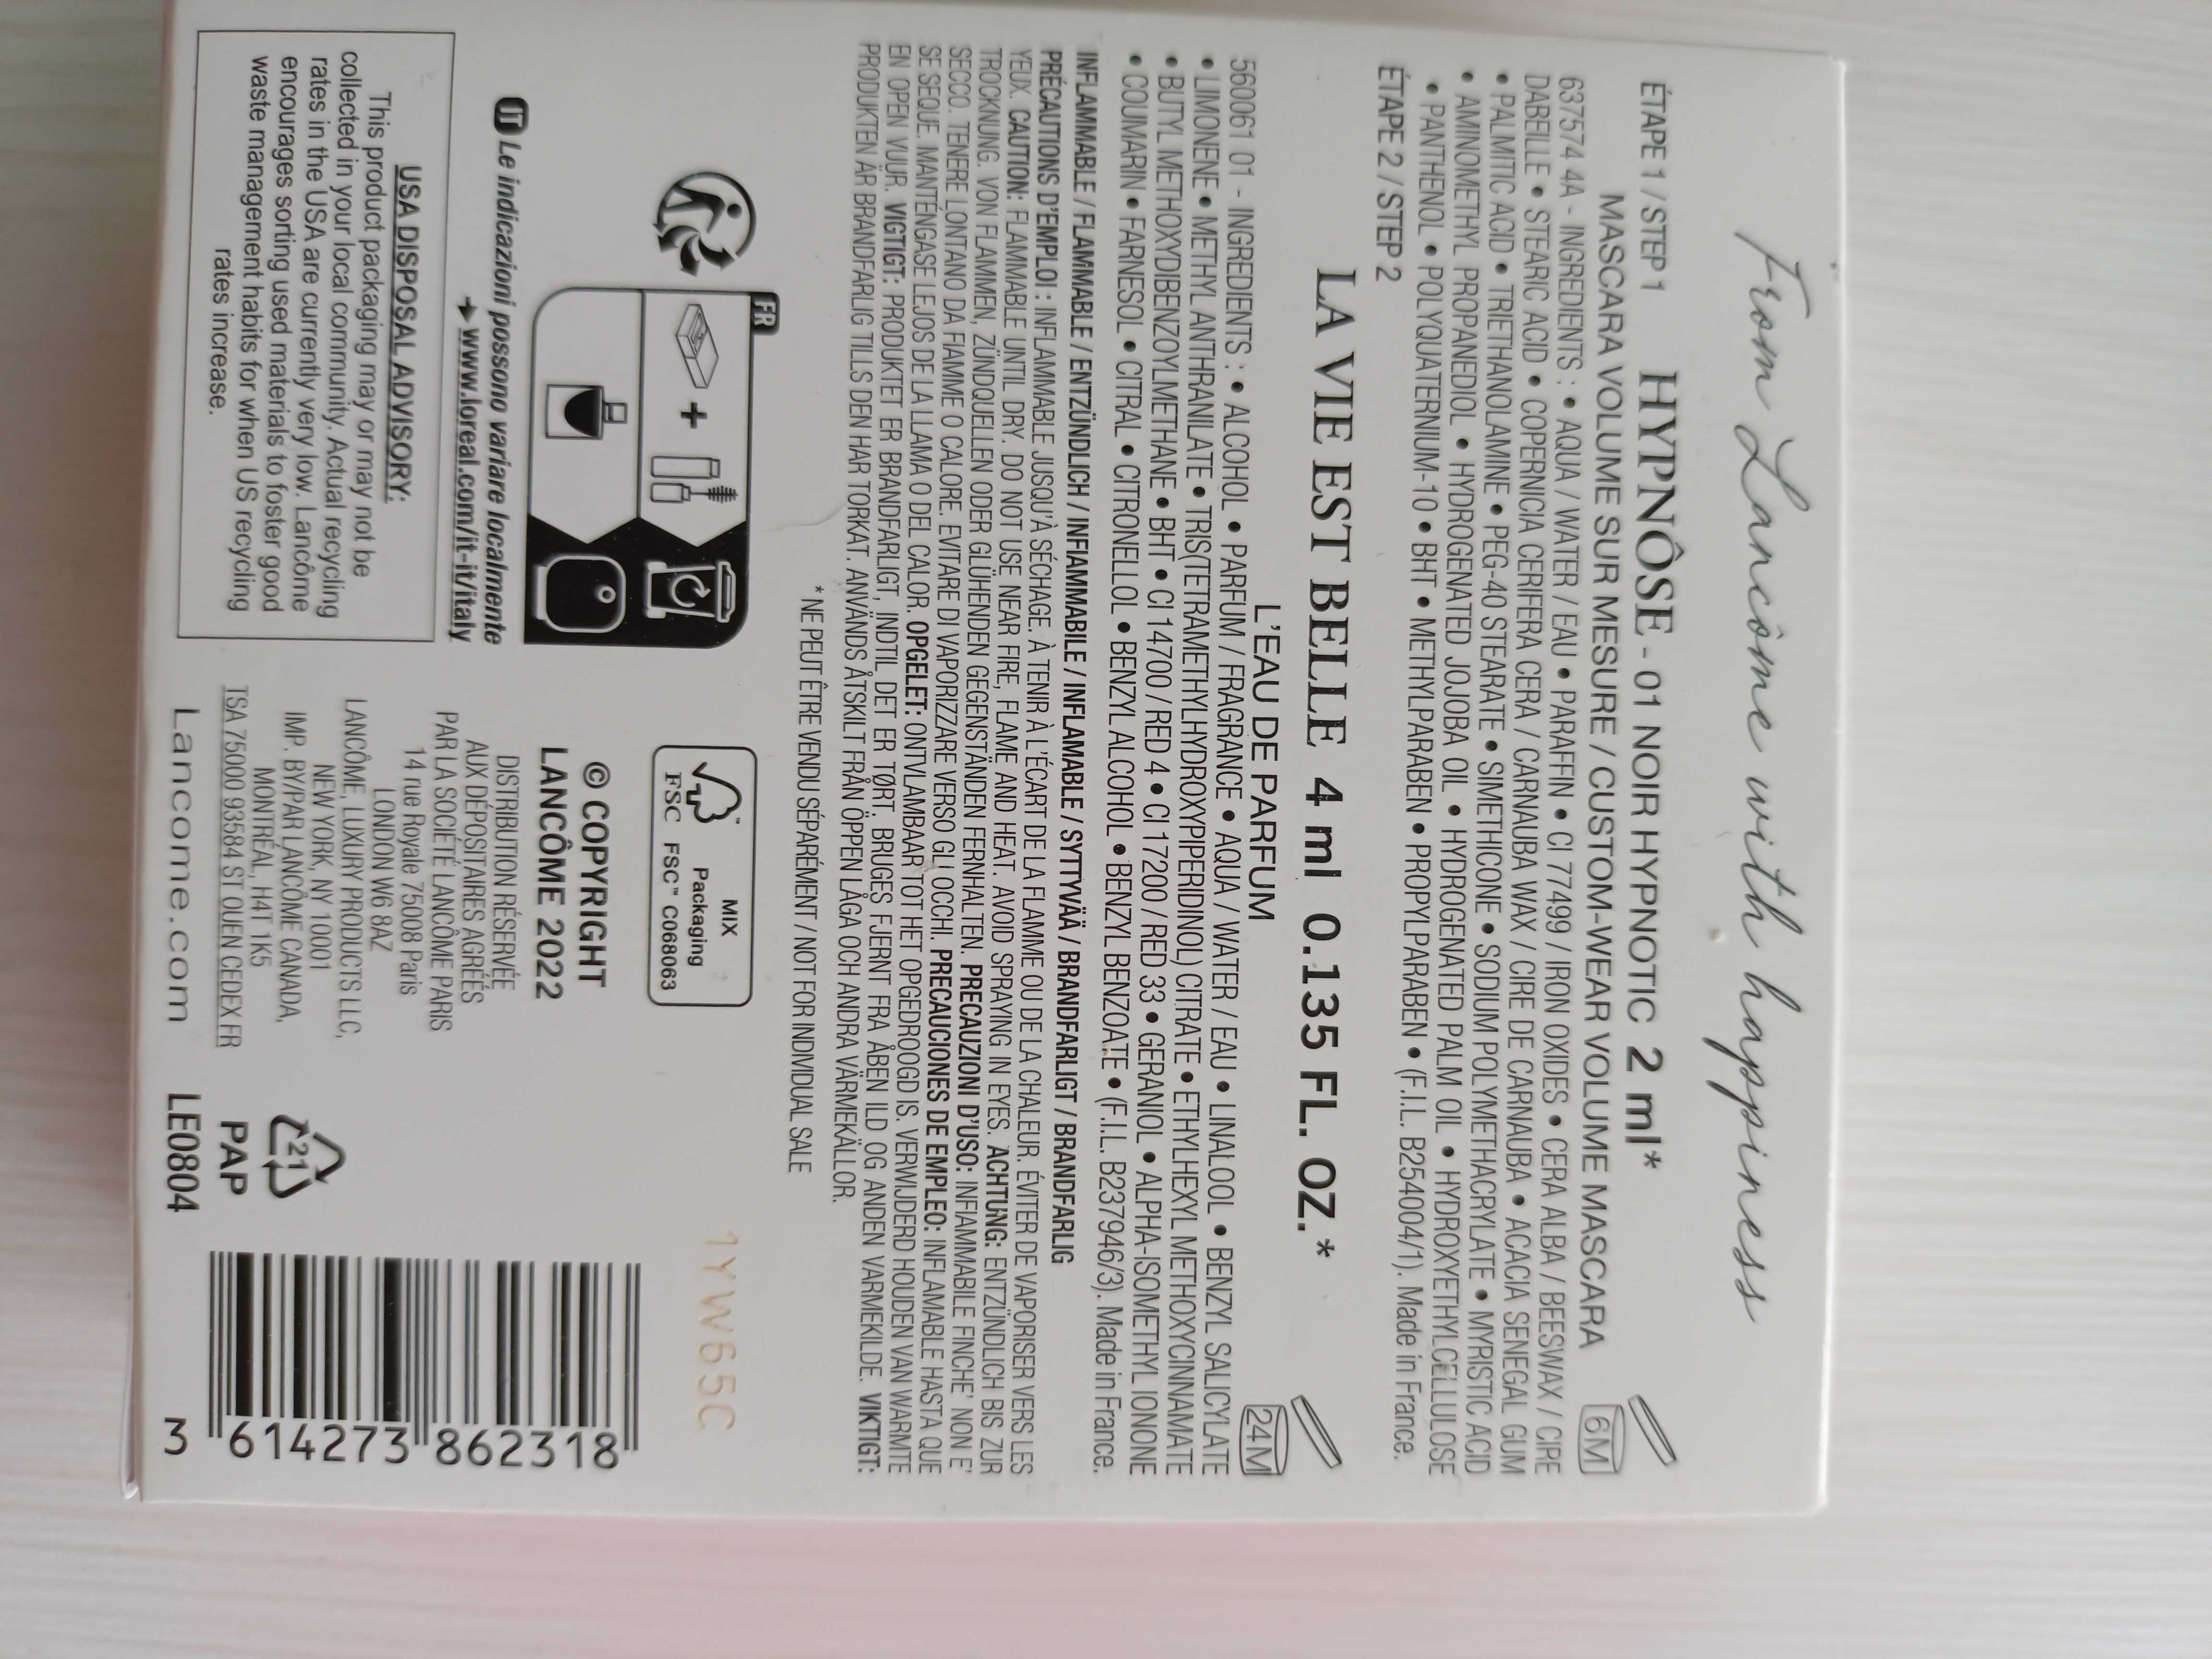 From Lancôme with happiness
ÉTAPE 1 / STEP 1
HYPNÔSE - 01 NOIR HYPNOTIC 2 ml*
MASCARA VOLUME SUR MESURE / CUSTOM-WEAR VOLUME MASCARA
6M
637574 4A - INGREDIENTS : • AQUA / WATER / EAU • PARAFFIN • CI 77499 / IRON OXIDES • CERA ALBA / BEESWAX / CIRE
DABEILLE • STEARIC ACID • COPERNICIA CERIFERA CERA / CARNAUBA WAX / CIRE DE CARNAUBA • ACACIA SENEGAL GUM
• PALMITIC ACID • TRIETHANOLAMINE • PEG-40 STEARATE • SIMETHICONE • SODIUM POLYMETHACRYLATE • MYRISTIC ACID
• AMINOMETHYL PROPANEDIOL • HYDROGENATED JOJOBA OIL • HYDROGENATED PALM OIL • HYDROXYETHYLCELLULOSE
• PANTHENOL • POLYQUATERNIUM-10 • BHT • METHYLPARABEN • PROPYLPARABEN • (F.I.L. B254004/1). Made in France.
ÉTAPE 2 / STEP 2
LA VIE EST BELLE 4 ml 0.135 FL. OZ.*
L'EAU DE PARFUM
24M
560061 01 - INGREDIENTS : • ALCOHOL • PARFUM / FRAGRANCE • AQUA / WATER / EAU • LINALOOL • BENZYL SALICYLATE
• LIMONENE • METHYL ANTHRANILATE • TRIS(TETRAMETHYLHYDROXYPIPERIDINOL) CITRATE • ETHYLHEXYL METHOXYCINNAMATE
• BUTYL METHOXYDIBENZOYLMETHANE • BHT • CI 14700 / RED 4 • CI 17200 / RED 33 • GERANIOL • ALPHA-ISOMETHYL IONONE
• COUMARIN • FARNESOL • CITRAL • CITRONELLOL • BENZYL ALCOHOL • BENZYL BENZOATE • (F.I.L. B237946/3). Made in France.
INFLAMMABLE / FLAMMABLE / ENTZÜNDLICH / INFIAMMABILE / INFLAMABLE / SYTTYVÄÄ / BRANDFARLIGT / BRANDFARLIG
PRÉCAUTIONS D'EMPLOI : INFLAMMABLE JUSQU'À SÉCHAGE. À TENIR À L'ÉCART DE LA FLAMME OU DE LA CHALEUR. ÉVITER DE VAPORISER VERS LES
YEUX. CAUTION: FLAMMABLE UNTIL DRY. DO NOT USE NEAR FIRE, FLAME AND HEAT. AVOID SPRAYING IN EYES. ACHTUNG: ENTZÜNDLICH BIS ZUR
TROCKNUNG. VON FLAMMEN, ZÜNDQUELLEN ODER GLÜHENDEN GEGENSTÄNDEN FERNHALTEN. PRECAUZIONI D'USO: INFIAMMABILE FINCHE' NON E'
SECCO. TENERE LONTANO DA FIAMME O CALORE. EVITARE DI VAPORIZZARE VERSO GLI OCCHI. PRECAUCIONES DE EMPLEO: INFLAMABLE HASTA QUE
SE SEQUE. MANTÉNGASE LEJOS DE LA LLAMA O DEL CALOR. OPGELET: ONTVLAMBAAR TOT HET OPGEDROOGD IS. VERWIJDERD HOUDEN VAN WARMTE
EN OPEN VUUR. VIGTIGT: PRODUKTET ER BRANDFARLIGT, INDTIL DET ER TØRT. BRUGES FJERNT FRA ÅBEN ILD OG ANDEN VARMEKILDE. VIKTIGT:
PRODUKTEN ÄR BRANDFARLIG TILLS DEN HAR TORKAT. ANVÄNDS ÅTSKILT FRÅN ÖPPEN LÅGA OCH ANDRA VÄRMEKÄLLOR.
* NE PEUT ÊTRE VENDU SÉPARÉMENT / NOT FOR INDIVIDUAL SALE
FR
+
IT Le indicazioni possono variare localmente
➔ www.loreal.com/it-it/italy
USA DISPOSAL ADVISORY:
This product packaging may or may not be
collected in your local community. Actual recycling
rates in the USA are currently very low. Lancôme
encourages sorting used materials to foster good
waste management habits for when US recycling
rates increase.
MIX
Packaging
FSC FSC™ C068063
© COPYRIGHT
LANCÔME 2022
DISTRIBUTION RÉSERVÉE
AUX DÉPOSITAIRES AGRÉÉS
PAR LA SOCIÉTÉ LANCÔME PARIS
14 rue Royale 75008 Paris
LONDON W6 8AZ
LANCÔME, LUXURY PRODUCTS LLC,
NEW YORK, NY 10001
IMP. BY/PAR LANCÔME CANADA,
MONTRÉAL, H4T 1K5
TSA 75000 93584 ST OUEN CEDEX FR
Lancome.com
21
PAP
LE0804
1YW65C
3 614273 862318